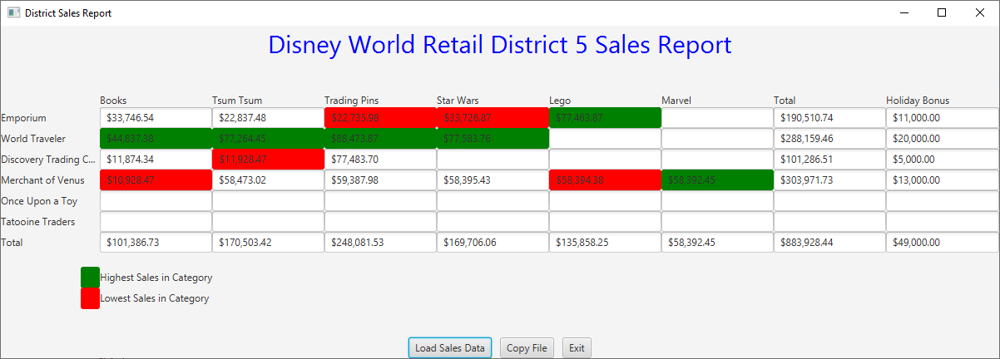 District Sales Report
Disney World Retail District 5 Sales Report
Books Tsum Tsum Trading Pins Star Wars Lego Marvel Total Holiday Bonus
Emporium $33,746.54 $22,837.48 $22,735.98 $33,726.87 $77,463.87 $190,510.74 $11,000.00
World Traveler $44,837.38 $77,264.45 $88,473.87 $77,583.76 $288,159.46 $20,000.00
Discovery Trading C... $11,874.34 $11,928.47 $77,483.70 $101,286.51 $5,000.00
Merchant of Venus $10,928.47 $58,473.02 $59,387.98 $58,395.43 $58,394.38 $58,392.45 $303,971.73 $13,000.00
Once Upon a Toy
Tatooine Traders
Total $101,386.73 $170,503.42 $248,081.53 $169,706.06 $135,858.25 $58,392.45 $883,928.44 $49,000.00
Highest Sales in Category
Lowest Sales in Category
Load Sales Data Copy File Exit